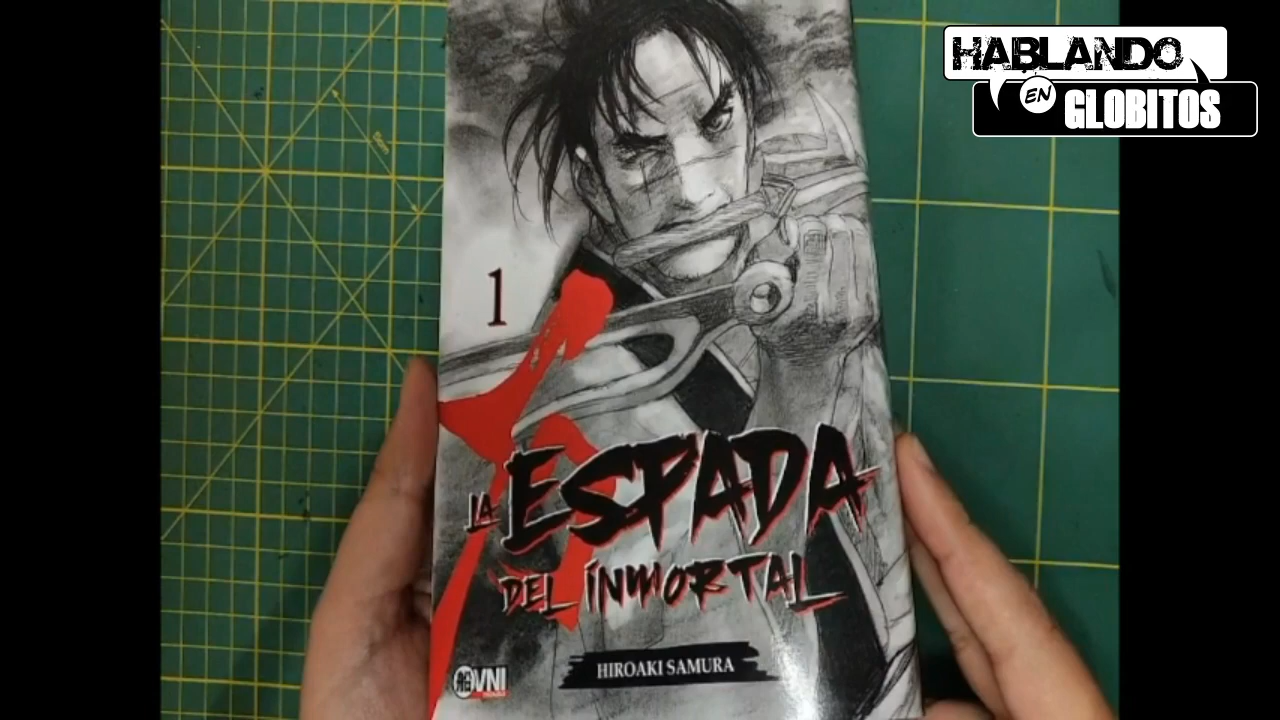 HABLANDO
EN
GLOBITOS
1
LA ESPADA
DEL INMORTAL
HIROAKI SAMURA
OVNI